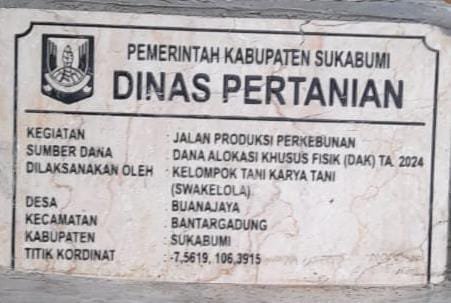 PEMERINTAH KABUPATEN SUKABUMI
DINAS PERTANIAN
KEGIATAN : JALAN PRODUKSI PERKEBUNAN
SUMBER DANA : DANA ALOKASI KHUSUS FISIK (DAK) TA. 2024
DILAKSANAKAN OLEH : KELOMPOK TANI KARYA TANI
(SWAKELOLA)
DESA : BUANAJAYA
KECAMATAN : BANTARGADUNG
KABUPATEN : SUKABUMI
TITIK KORDINAT : -7,5619, 106,3915